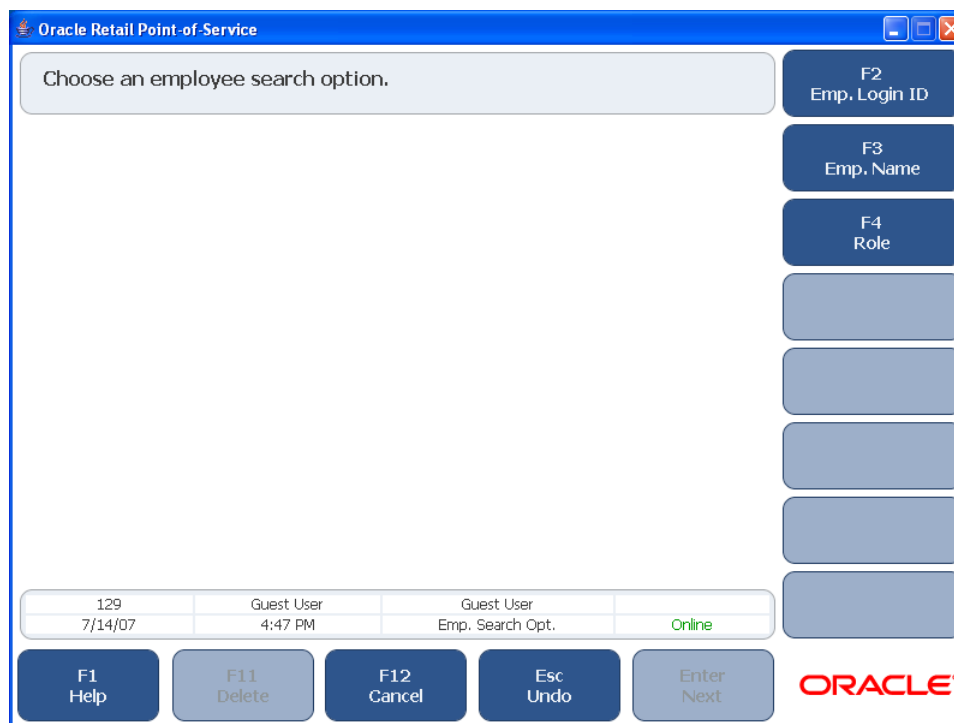 Oracle Retail Point-of-Service
Choose an employee search option.
F2
Emp. Login ID
F3
Emp. Name
F4
Role
129 Guest User Guest User
7/14/07 4:47 PM Emp. Search Opt. Online
F1
Help
F11
Delete
F12
Cancel
Esc
Undo
Enter
Next
ORACLE